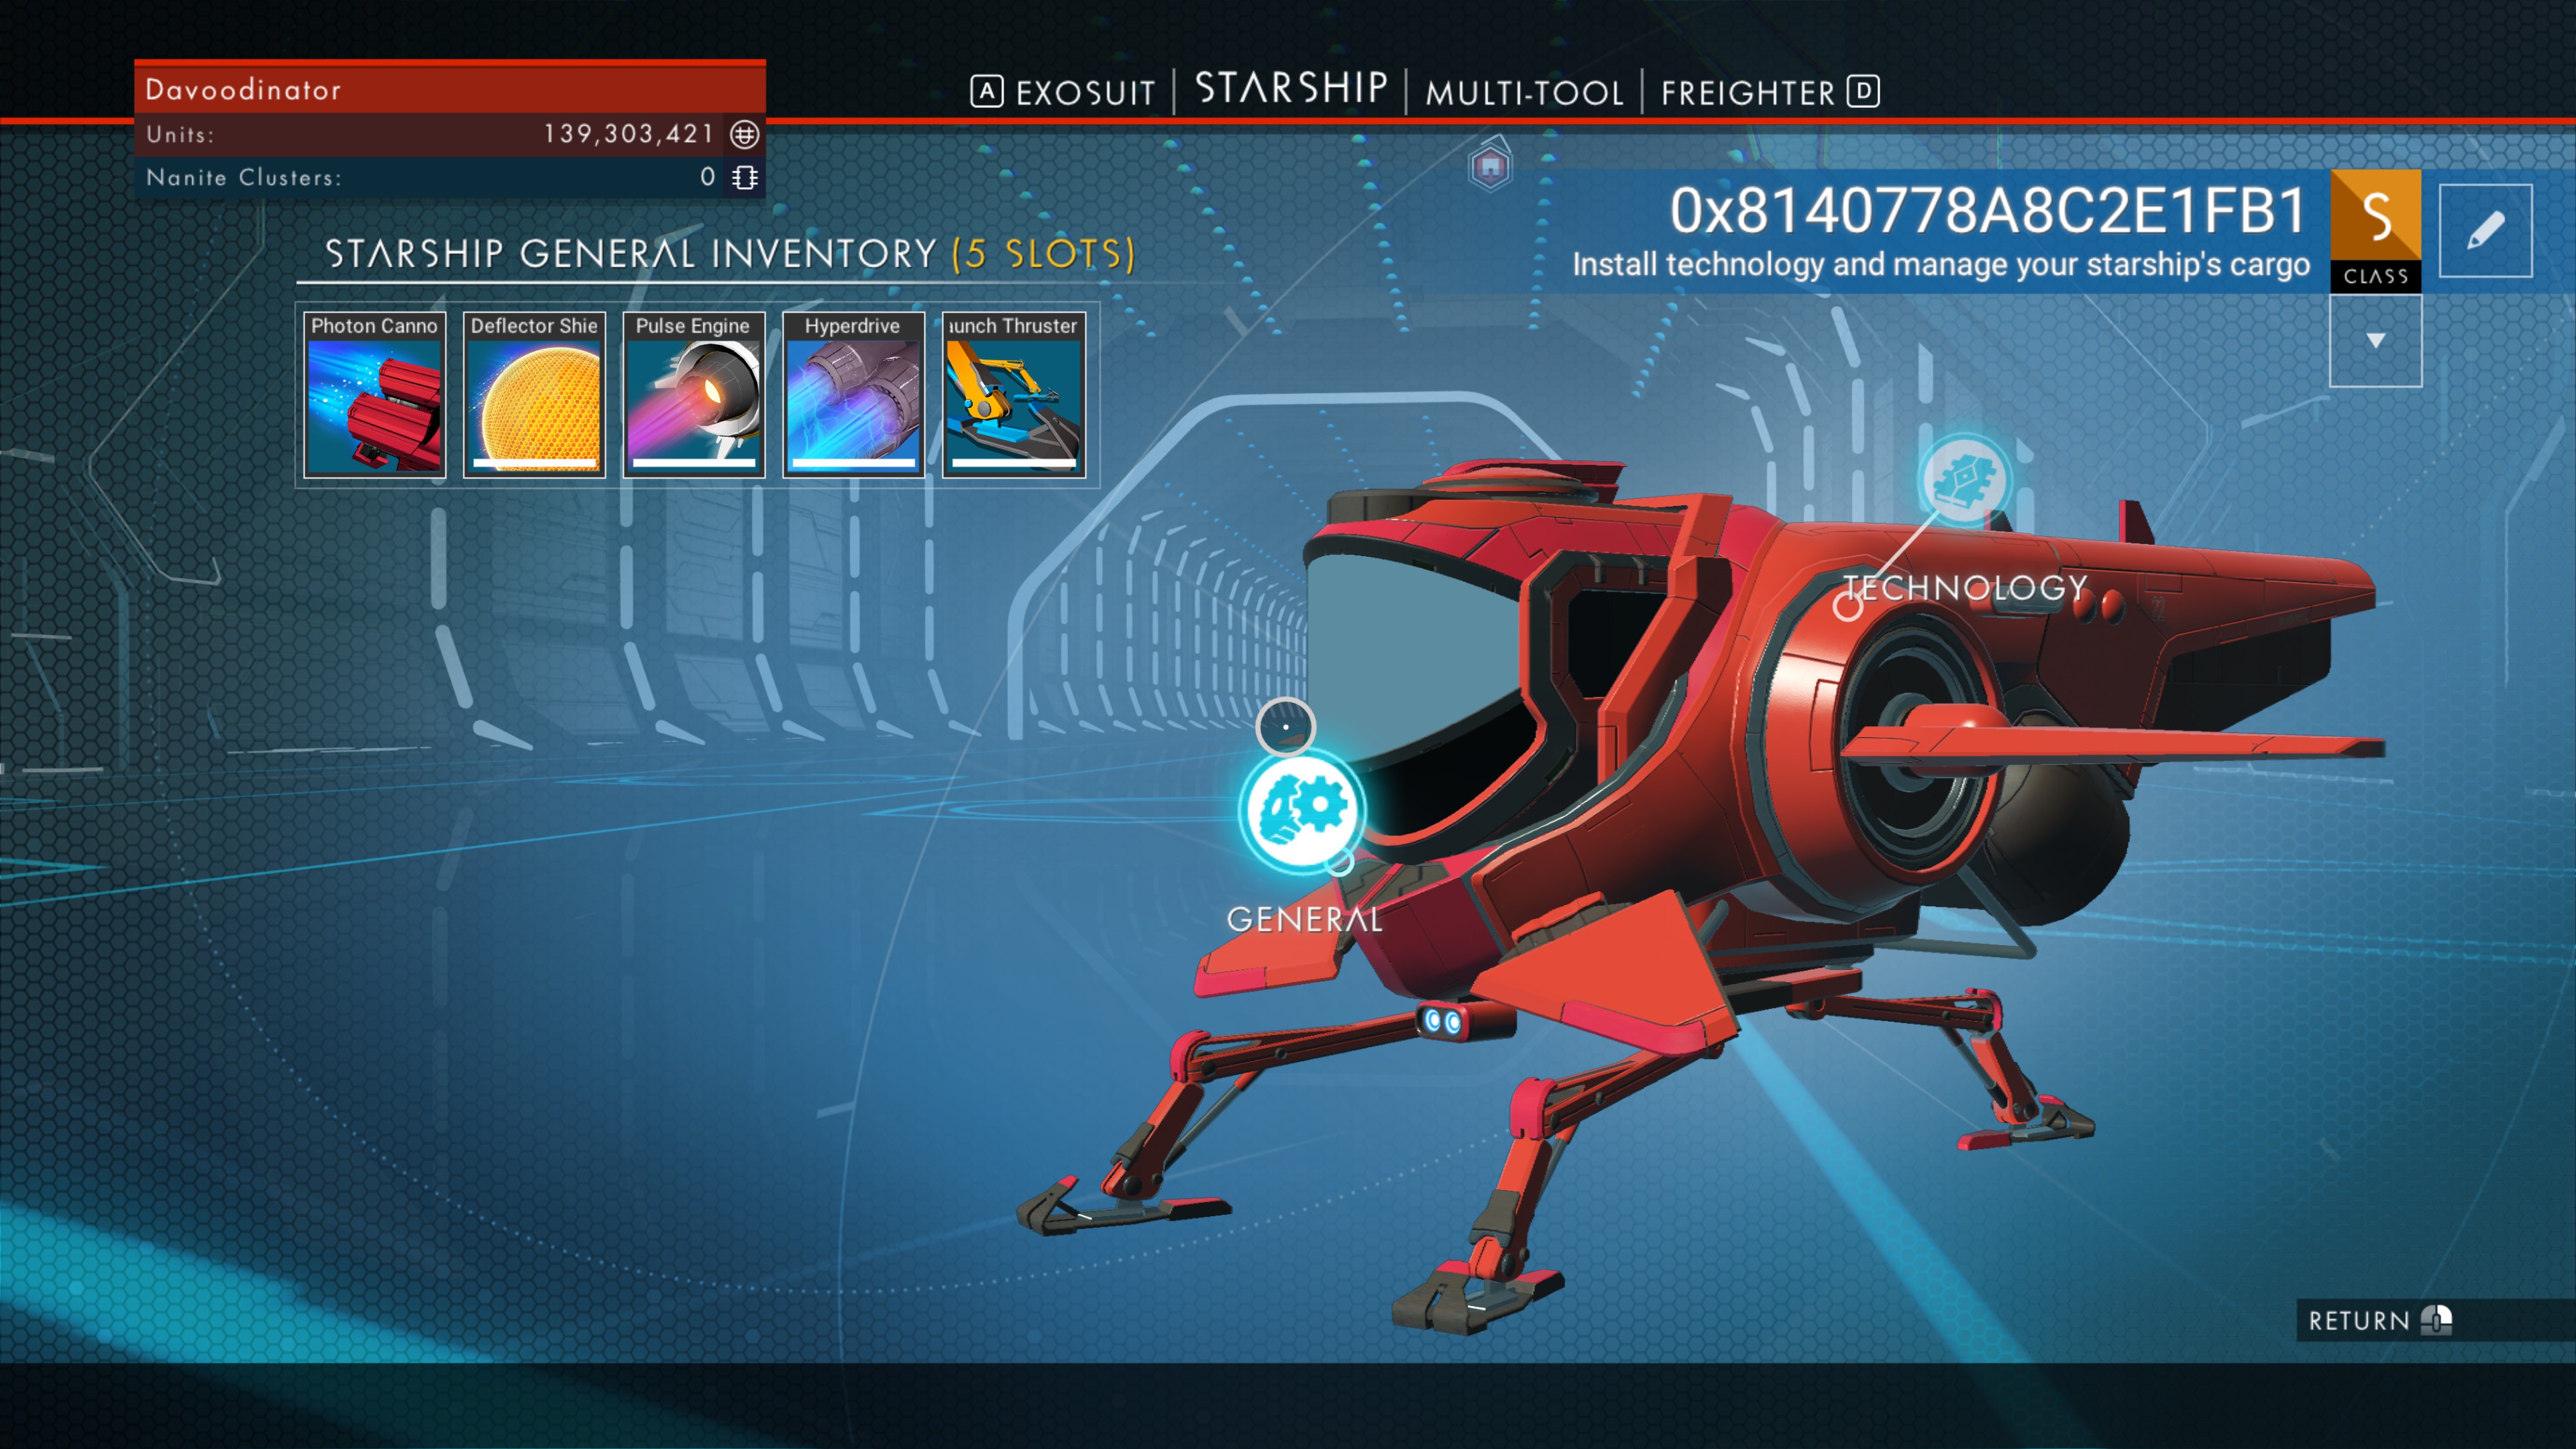 Davoodinator
Units: 139,303,421
Nanite Clusters: 0
A EXOSUIT STARSHIP MULTI-TOOL FREIGHTER D
0x8140778A8C2E1FB1
Install technology and manage your starship's cargo
S
CLASS
STARSHIP GENERAL INVENTORY (5 SLOTS)
Photon Canno
Deflector Shie
Pulse Engine
Hyperdrive
aunch Thruster
TECHNOLOGY
GENERAL
RETURN